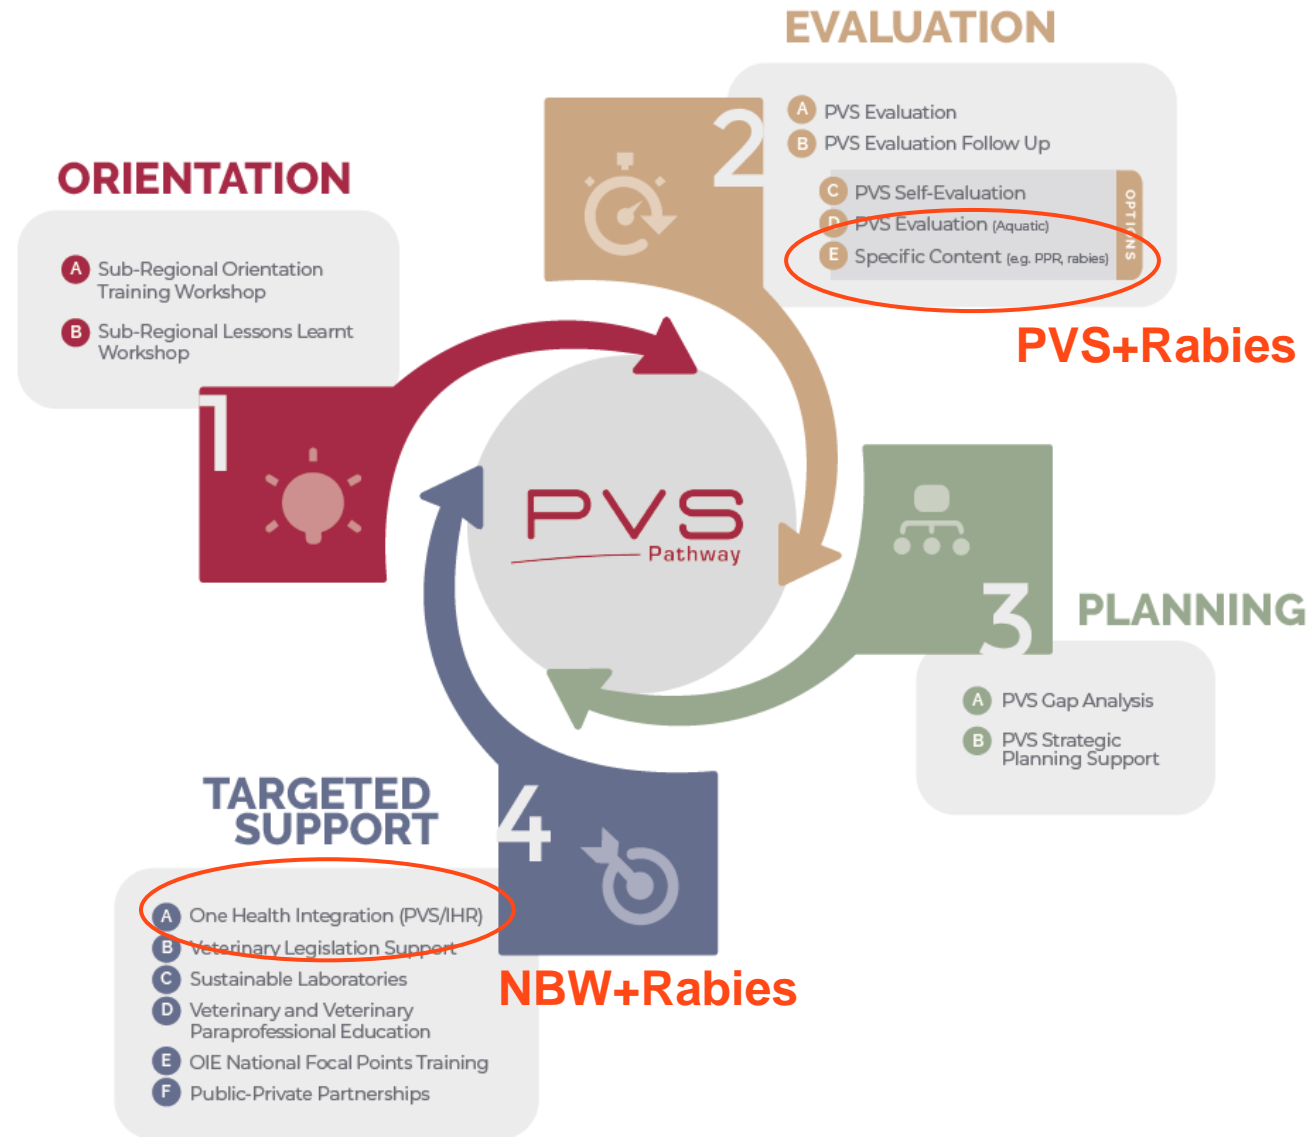 EVALUATION
2
A PVS Evaluation
B PVS Evaluation Follow Up
C PVS Self-Evaluation
D PVS Evaluation (Aquatic)
E Specific Content (e.g. PPR, rabies)
OPTIONS
PVS+Rabies
ORIENTATION
A Sub-Regional Orientation
Training Workshop
B Sub-Regional Lessons Learnt
Workshop
1
PVS
Pathway
3
PLANNING
A PVS Gap Analysis
B PVS Strategic
Planning Support
TARGETED
SUPPORT
4
A One Health Integration (PVS/IHR)
B Veterinary Legislation Support
C Sustainable Laboratories
D Veterinary and Veterinary
Paraprofessional Education
E OIE National Focal Points Training
F Public-Private Partnerships
NBW+Rabies